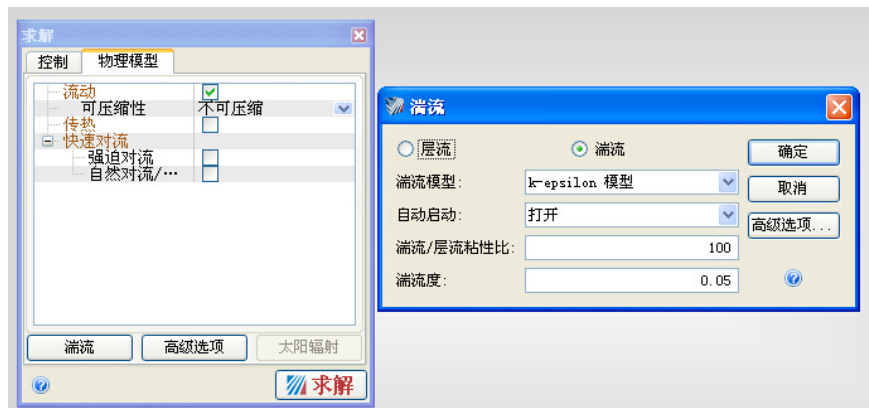 求解
控制 物理模型
流动
可压缩性 不可压缩
传热
快速对流
强迫对流
自然对流/…
湍流 高级选项 太阳辐射
求解
湍流
层流 湍流 确定
湍流模型: k-epsilon 模型 取消
自动启动: 打开 高级选项...
湍流/层流粘性比: 100
湍流度: 0.05